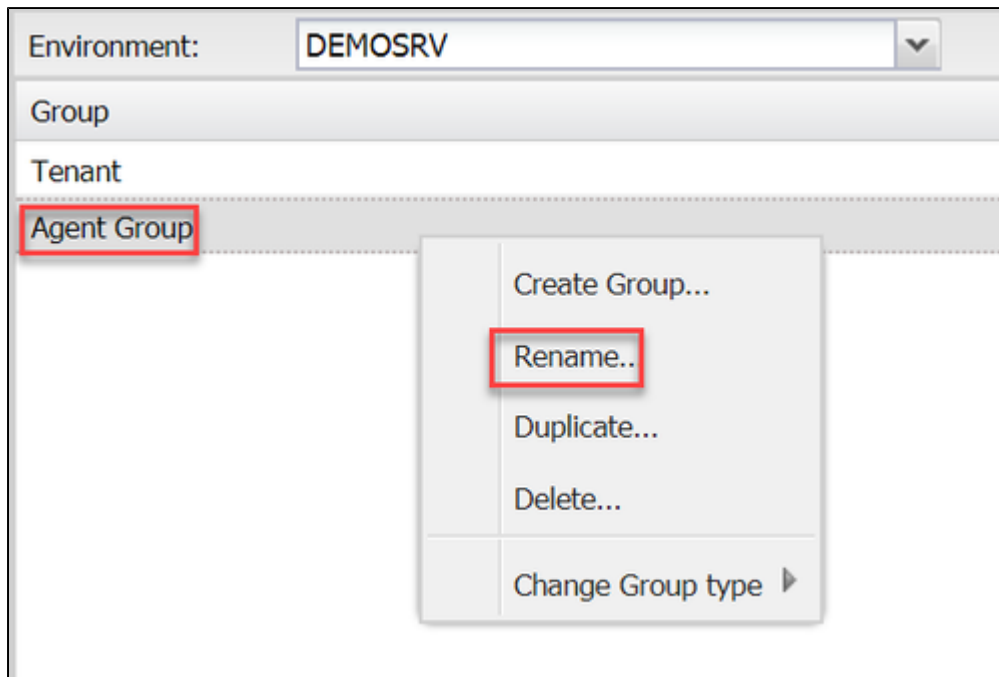 Environment: DEMOSRV
Group
Tenant
Agent Group
Create Group...
Rename..
Duplicate...
Delete...
Change Group type